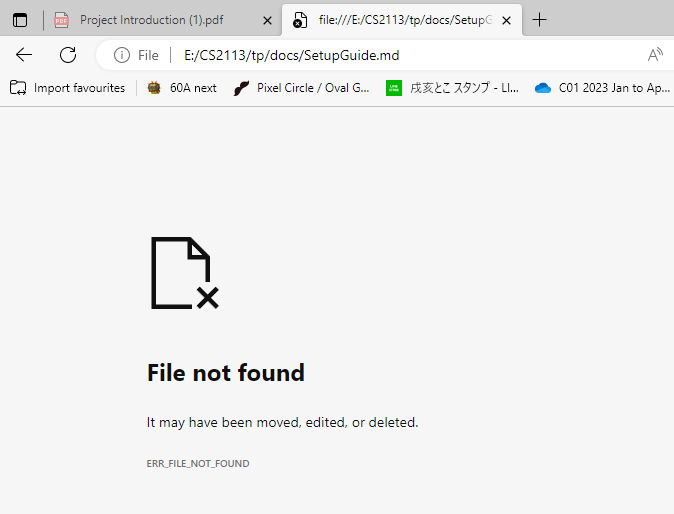 Project Introduction (1).pdf
file:///E:/CS2113/tp/docs/SetupG
File
E:/CS2113/tp/docs/SetupGuide.md
Import favourites
60A next
Pixel Circle / Oval G...
戌亥とこ スタンプ - LI...
C01 2023 Jan to Ap...
File not found
It may have been moved, edited, or deleted.
ERR_FILE_NOT_FOUND